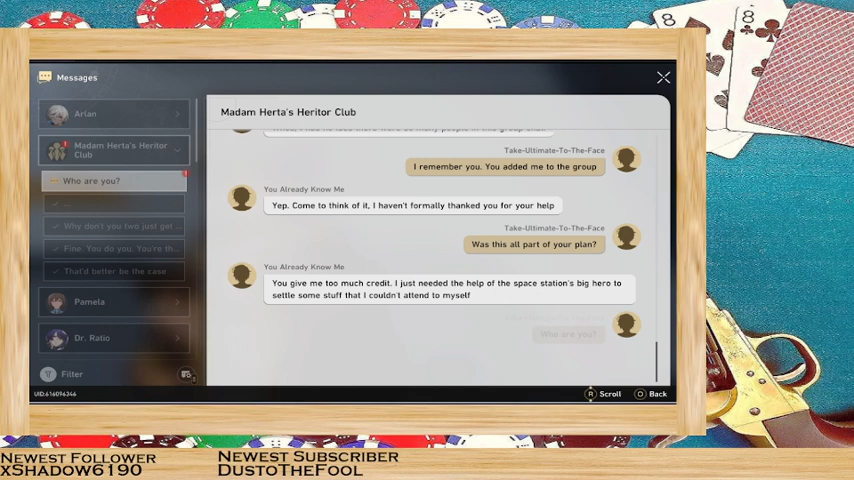 8
8
Messages
Arlan
Madam Herta's Heritor
Club
Who are you?
...
Why don't you two just get ...
Fine. You do you. You're th...
That'd better be the case
Pamela
Dr. Ratio
Filter
Madam Herta's Heritor Club
Take-Ultimate-To-The-Face
I remember you. You added me to the group
You Already Know Me
Yep. Come to think of it, I haven't formally thanked you for your help
Take-Ultimate-To-The-Face
Was this all part of your plan?
You Already Know Me
You give me too much credit. I just needed the help of the space station's big hero to
settle some stuff that I couldn't attend to myself
Who are you?
UID:616096346
R Scroll
O Back
Newest Follower
xShadow6190
Newest Subscriber
DustoTheFool